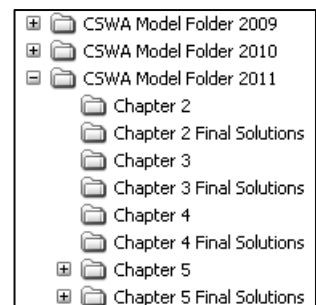 CSWA Model Folder 2009
CSWA Model Folder 2010
CSWA Model Folder 2011
Chapter 2
Chapter 2 Final Solutions
Chapter 3
Chapter 3 Final Solutions
Chapter 4
Chapter 4 Final Solutions
Chapter 5
Chapter 5 Final Solutions